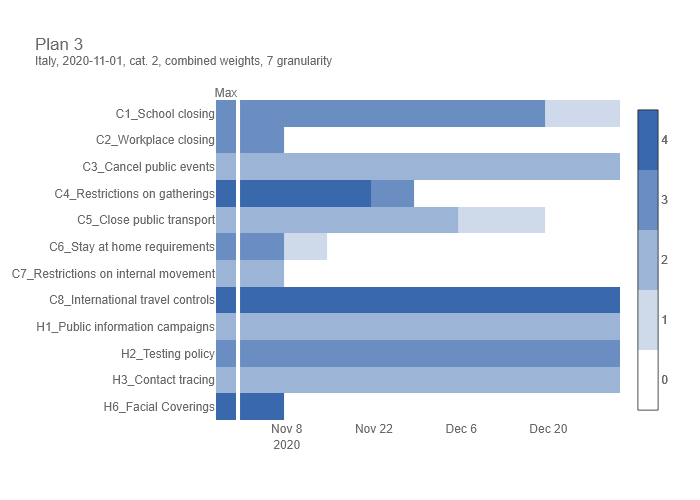 Plan 3
Italy, 2020-11-01, cat. 2, combined weights, 7 granularity
Max
C1_School closing
C2_Workplace closing
C3_Cancel public events
C4_Restrictions on gatherings
C5_Close public transport
C6_Stay at home requirements
C7_Restrictions on internal movement
C8_International travel controls
H1_Public information campaigns
H2_Testing policy
H3_Contact tracing
H6_Facial Coverings
Nov 8 Nov 22 Dec 6 Dec 20
2020
4
3
2
1
0